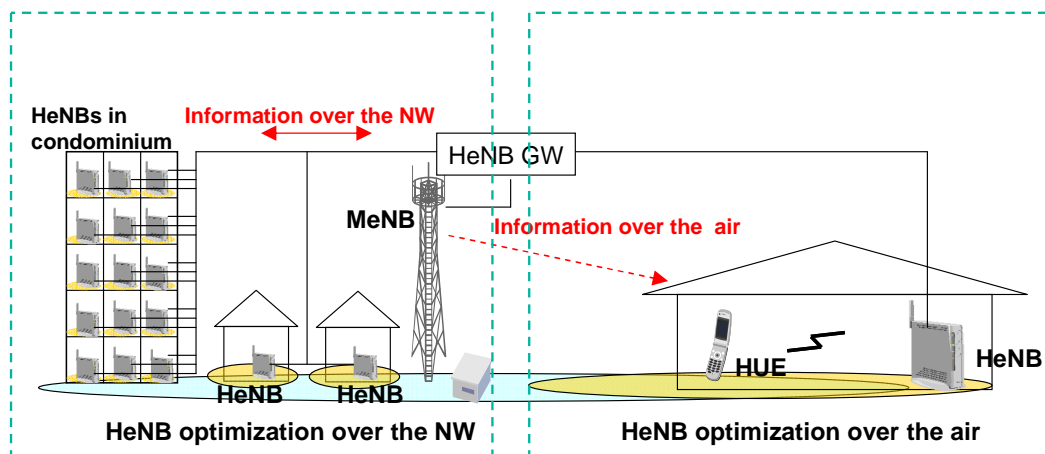 HeNBs in
condominium
Information over the NW
HeNB GW
MeNB
Information over the air
HUE
HeNB
HeNB
HeNB
HeNB optimization over the NW
HeNB optimization over the air